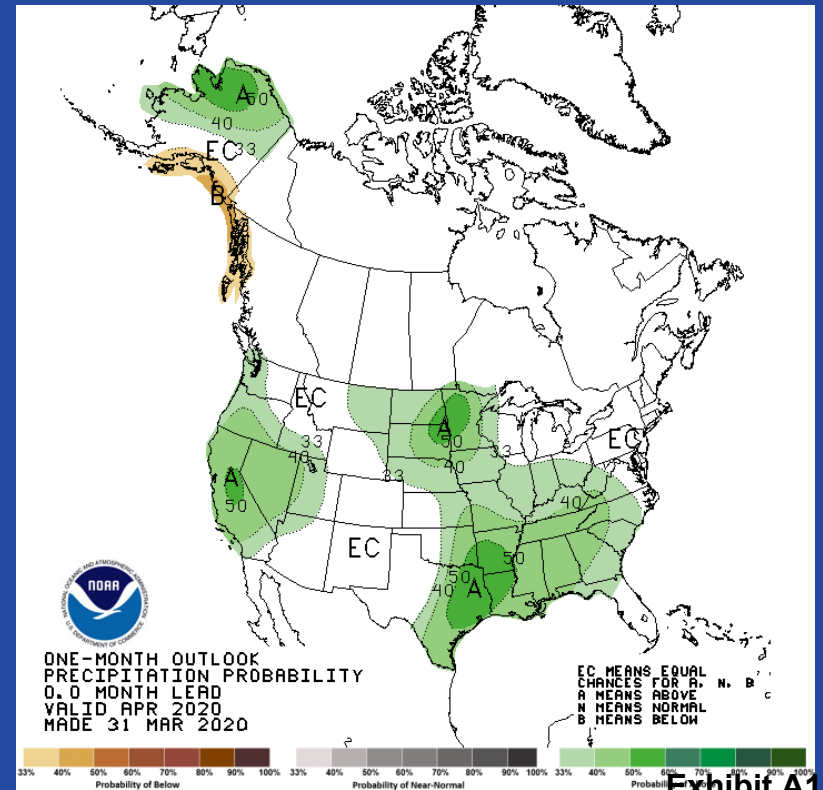 A 50
40
EC 33
B
EC
A
33
50
EC
40
40
33
33
A
40
50
EC
50
50
40 A
NATIONAL OCEANIC AND ATMOSPHERIC ADMINISTRATION
NOAA
U.S. DEPARTMENT OF COMMERCE
ONE-MONTH OUTLOOK
PRECIPITATION PROBABILITY
0.0 MONTH LEAD
VALID APR 2020
MADE 31 MAR 2020
EC MEANS EQUAL
CHANCES FOR A, N, B
A MEANS ABOVE
N MEANS NORMAL
B MEANS BELOW
33% 40% 50% 60% 70% 80% 90% 100%
Probability of Below
33% 40% 50% 60% 70% 80% 90% 100%
Probability of Near-Normal
33% 40% 50% 60% 70% 80% 90% 100%
Exhibit A1